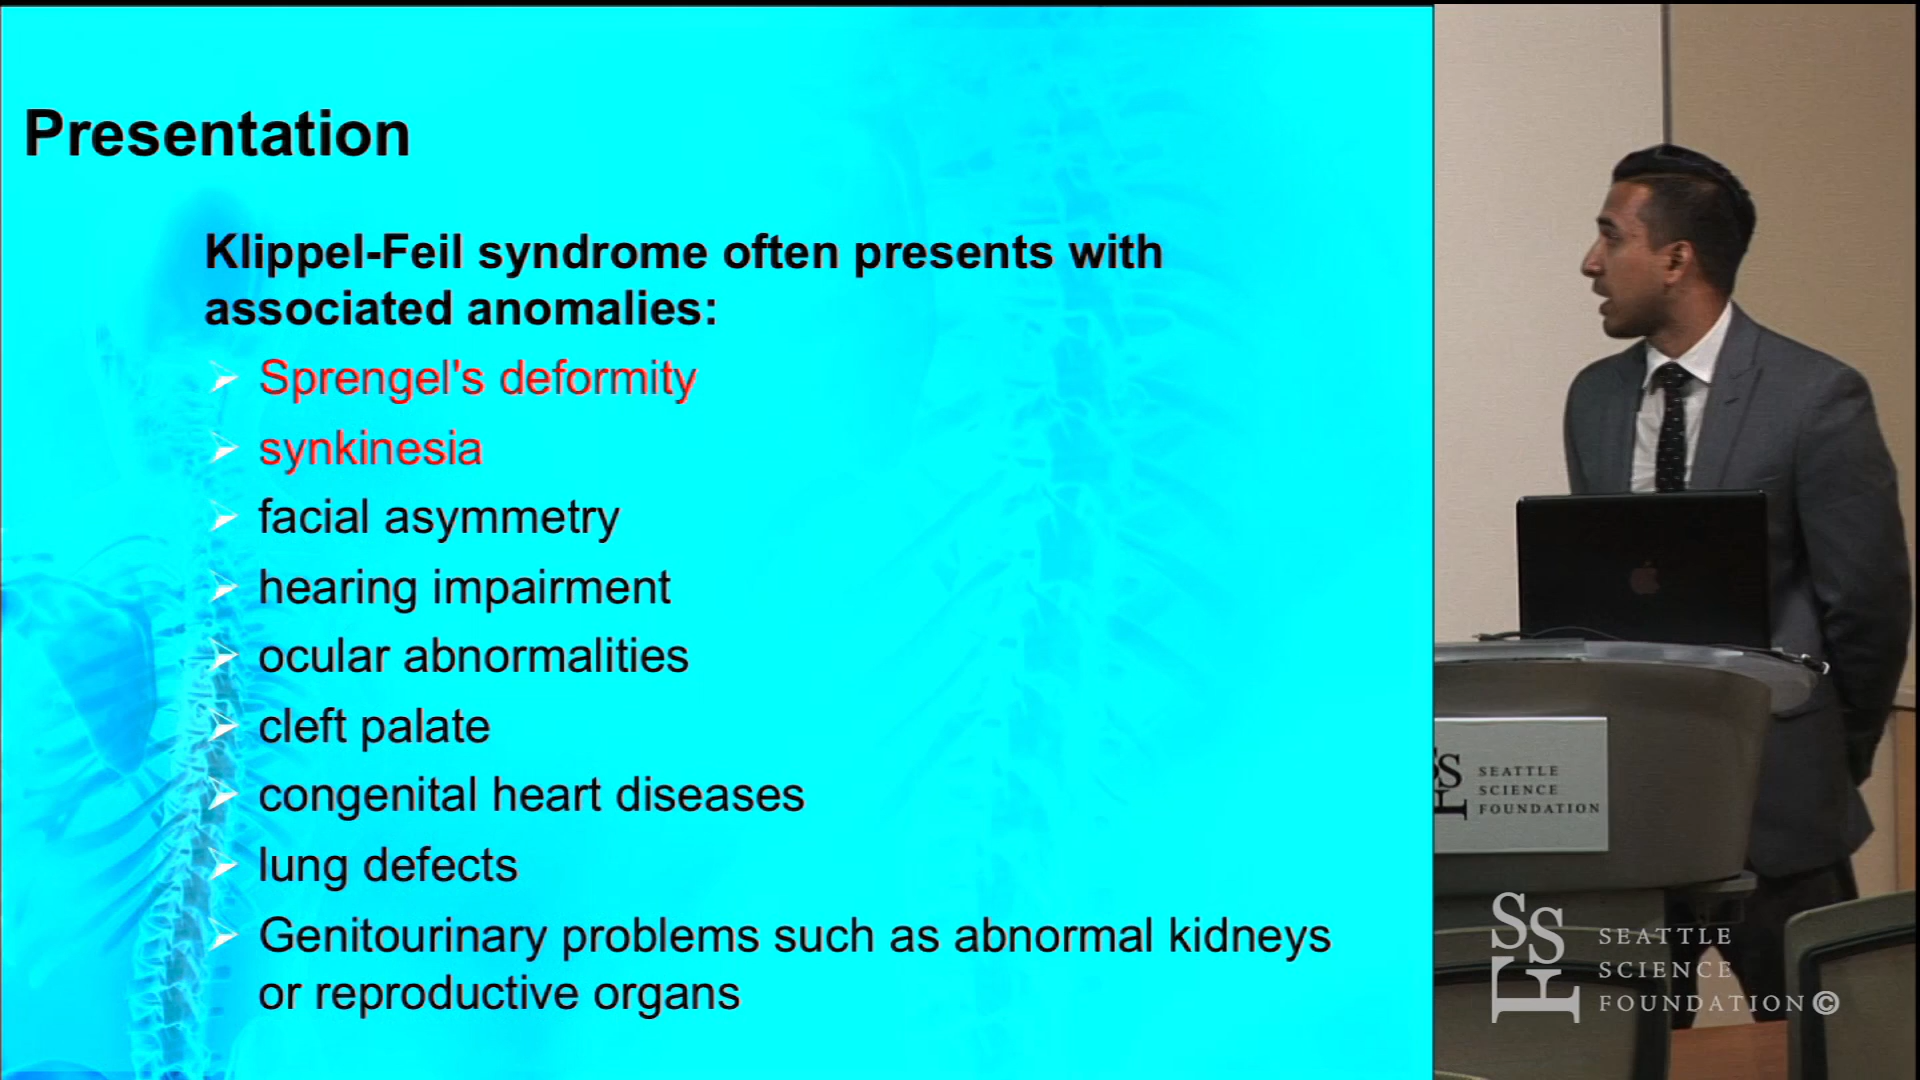 Presentation
Klippel-Feil syndrome often presents with
associated anomalies:
Sprengel's deformity
synkinesia
facial asymmetry
hearing impairment
ocular abnormalities
cleft palate
congenital heart diseases
lung defects
Genitourinary problems such as abnormal kidneys
or reproductive organs
SEATTLE
SCIENCE
FOUNDATION
SSF
SEATTLE
SCIENCE
FOUNDATION©